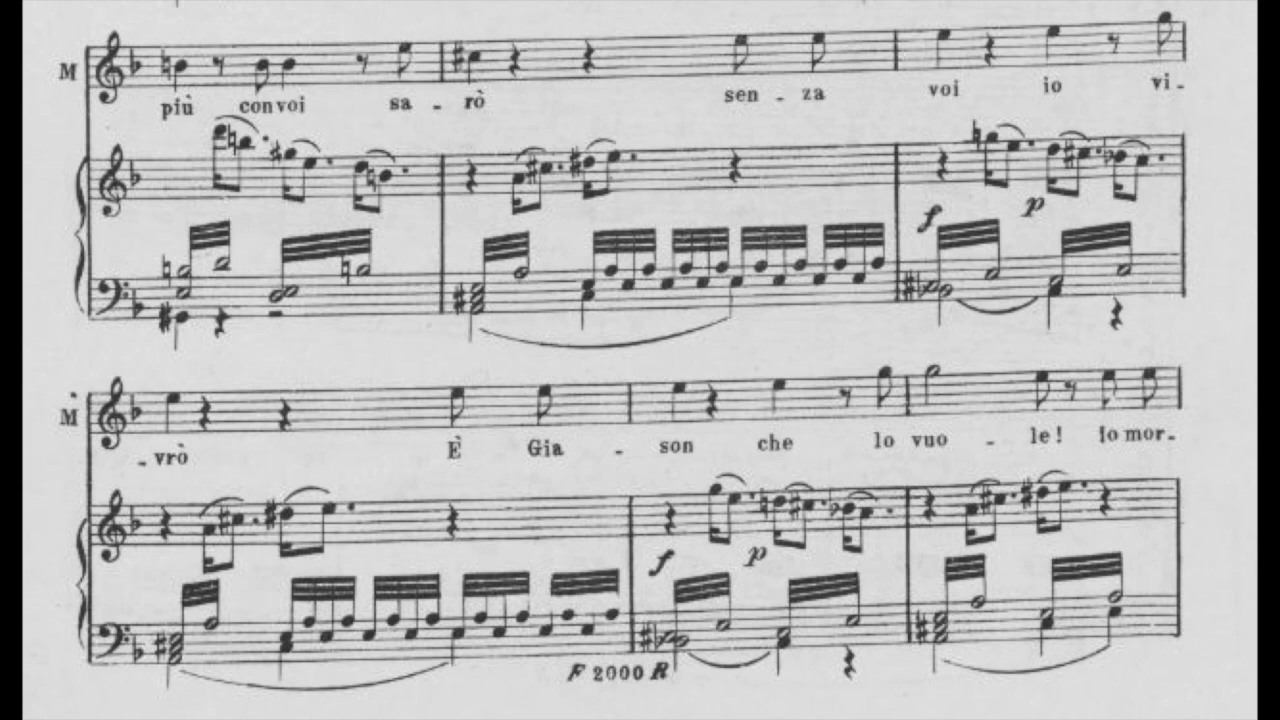 M
più con voi sa - rò sen - za voi io vi -
f p
M
- vrò È Gia - son che lo vuo - le! Io mor -
f p
F 2000 R